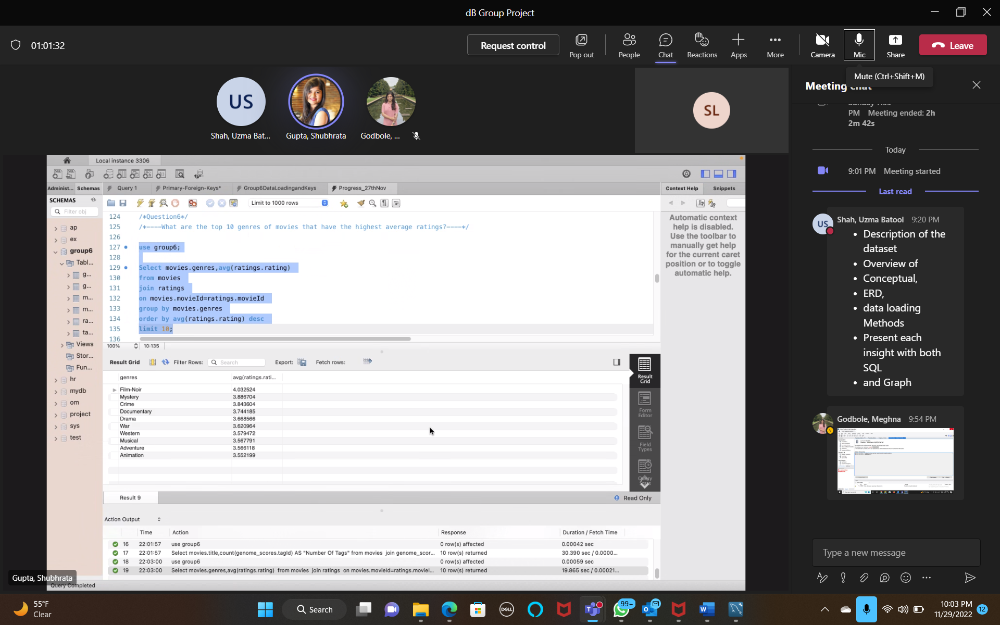 dB Group Project
01:01:32
Request control
Pop out
People
Chat
Reactions
Apps
More
Camera
Mic
Share
Leave
Mute (Ctrl+Shift+M)
US
Shah, Uzma Bat...
Gupta, Shubhrata
Godbole, ...
SL
Meeting chat
PM Meeting ended: 2h
2m 42s
Today
9:01 PM Meeting started
Last read
US
Shah, Uzma Batool 9:20 PM
• Description of the
dataset
• Overview of
• Conceptual,
• ERD,
• data loading
Methods
• Present each
insight with both
SQL
• and Graph
Godbole, Meghna 9:54 PM
Type a new message
Local instance 3306
Administ... Schemas
Query 1
Primary-Foreign-Keys*
Group6DataLoadingandKeys
Progress_27thNov
Context Help
Snippets
SCHEMAS
Filter obj
Limit to 1000 rows
ap
ex
group6
Tabl...
g...
g...
m...
m...
ra...
ta...
Views
Stor...
Fun...
hr
mydb
om
project
sys
test
124 /*Question6*/
125 /*----What are the top 10 genres of movies that have the highest average ratings?----*/
126
127 use group6;
128
129 Select movies.genres,avg(ratings.rating)
130 from movies
131 join ratings
132 on movies.movieId=ratings.movieId
133 group by movies.genres
134 order by avg(ratings.rating) desc
135 limit 10;
136
100% 10:135
Automatic context
help is disabled.
Use the toolbar to
manually get help
for the current caret
position or to toggle
automatic help.
Result Grid Filter Rows: Search Export: Fetch rows:
genres avg(ratings.rati...
Film-Noir 4.032524
Mystery 3.886704
Crime 3.843604
Documentary 3.744185
Drama 3.668566
War 3.620964
Western 3.579472
Musical 3.567791
Adventure 3.566118
Animation 3.552199
Result
Grid
Form
Editor
Field
Types
Query
Result 9
Read Only
Action Output
Time Action Response Duration / Fetch Time
16 22:01:57 use group6 0 row(s) affected 0.00042 sec
17 22:01:57 Select movies.title,count(genome_scores.tagId) AS "Number Of Tags" from movies join genome_scor... 10 row(s) returned 30.390 sec / 0.0000...
18 22:03:00 use group6 0 row(s) affected 0.00059 sec
19 22:03:00 Select movies.genres,avg(ratings.rating) from movies join ratings on movies.movieId=ratings.movieI... 10 row(s) returned 19.865 sec / 0.00021...
Gupta, Shubhrata
Query Completed
55°F
Clear
Search
DELL
99+
10:03 PM
11/29/2022
12